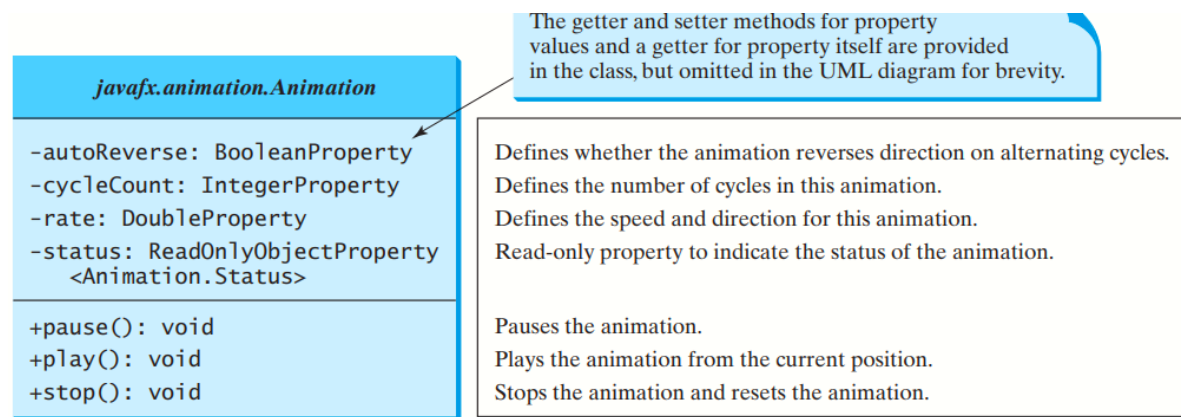 The getter and setter methods for property
values and a getter for property itself are provided
in the class, but omitted in the UML diagram for brevity.
javafx.animation.Animation
-autoReverse: BooleanProperty
Defines whether the animation reverses direction on alternating cycles.
-cycleCount: IntegerProperty
Defines the number of cycles in this animation.
-rate: DoubleProperty
Defines the speed and direction for this animation.
-status: ReadOnlyObjectProperty
Read-only property to indicate the status of the animation.
<Animation.Status>
+pause(): void
Pauses the animation.
+play(): void
Plays the animation from the current position.
+stop(): void
Stops the animation and resets the animation.